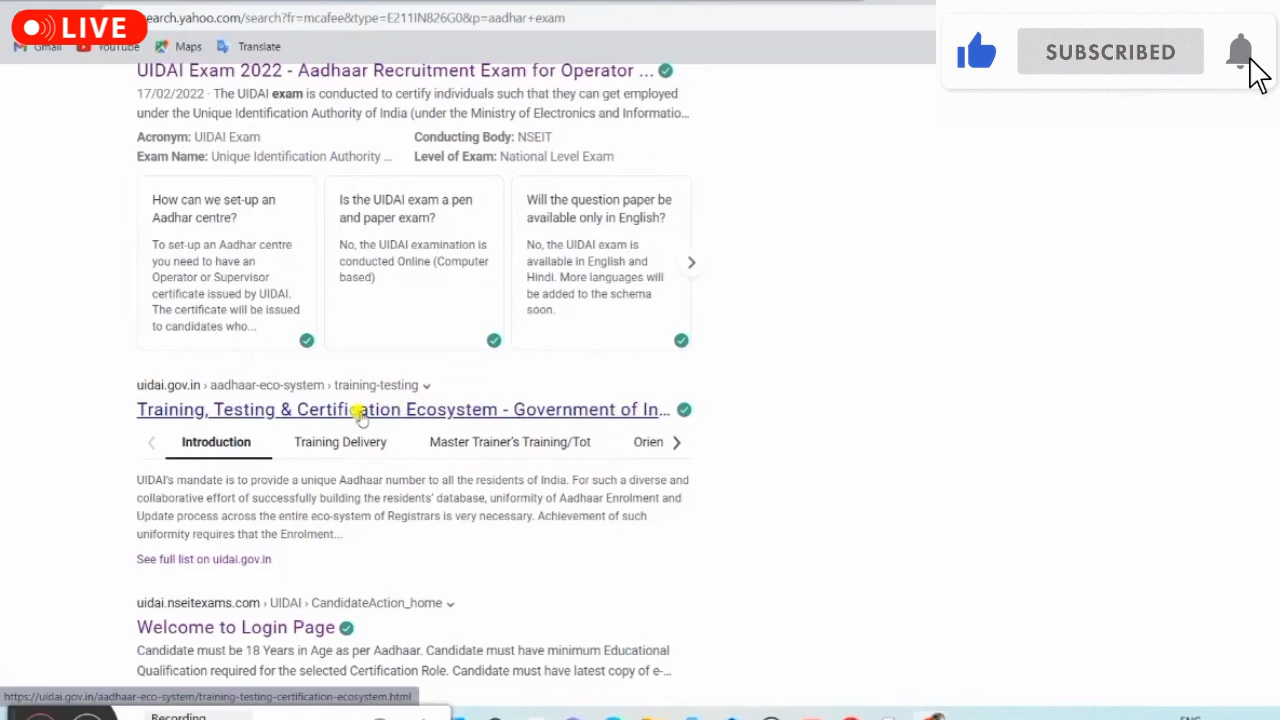 LIVE
earch.yahoo.com/search?fr=mcafee&type=E211IN826G0&p=aadhar+exam
Gmail YouTube Maps Translate
SUBSCRIBED
UIDAI Exam 2022 - Aadhaar Recruitment Exam for Operator ...
17/02/2022 · The UIDAI exam is conducted to certify individuals such that they can get employed
under the Unique Identification Authority of India (under the Ministry of Electronics and Informatio...
Acronym: UIDAI Exam Conducting Body: NSEIT
Exam Name: Unique Identification Authority ... Level of Exam: National Level Exam
How can we set-up an
Aadhar centre?
To set-up an Aadhar centre
you need to have an
Operator or Supervisor
certificate issued by UIDAI.
The certificate will be issued
to candidates who...
Is the UIDAI exam a pen
and paper exam?
No, the UIDAI examination is
conducted Online (Computer
based)
Will the question paper be
available only in English?
No, the UIDAI exam is
available in English and
Hindi. More languages will
be added to the schema
soon.
uidai.gov.in › aadhaar-eco-system › training-testing
Training, Testing & Certification Ecosystem - Government of In...
Introduction Training Delivery Master Trainer's Training/Tot Orien
UIDAI's mandate is to provide a unique Aadhar number to all the residents of India. For such a diverse and
collaborative effort of successfully building the residents' database, uniformity of Aadhar Enrolment and
Update process across the entire eco-system of Registrars is very necessary. Achievement of such
uniformity requires that the Enrolment...
See full list on uidai.gov.in
uidai.nseitexams.com › UIDAI › CandidateAction_home
Welcome to Login Page
Candidate must be 18 Years in Age as per Aadhaar. Candidate must have minimum Educational
Qualification required for the selected Certification Role. Candidate must have latest copy of e-...
https://uidai.gov.in/aadhaar-eco-system/training-testing-certification-ecosystem.html
Recording
ENG